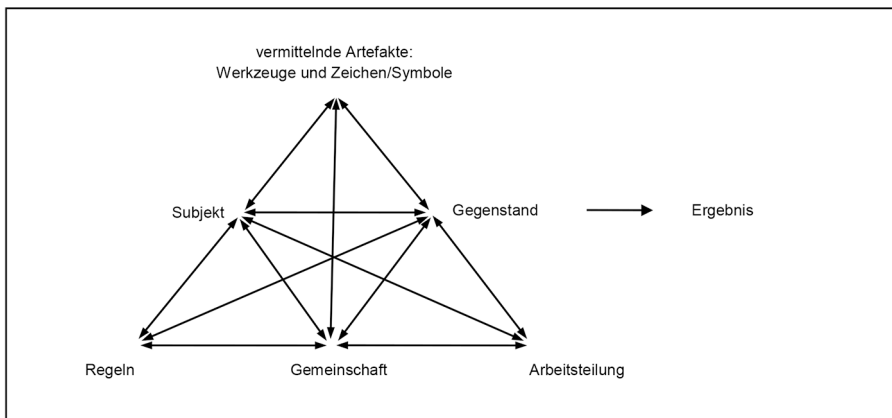 vermittelnde Artefakte:
Werkzeuge und Zeichen/Symbole
Subjekt
Gegenstand
Ergebnis
Regeln
Gemeinschaft
Arbeitsteilung